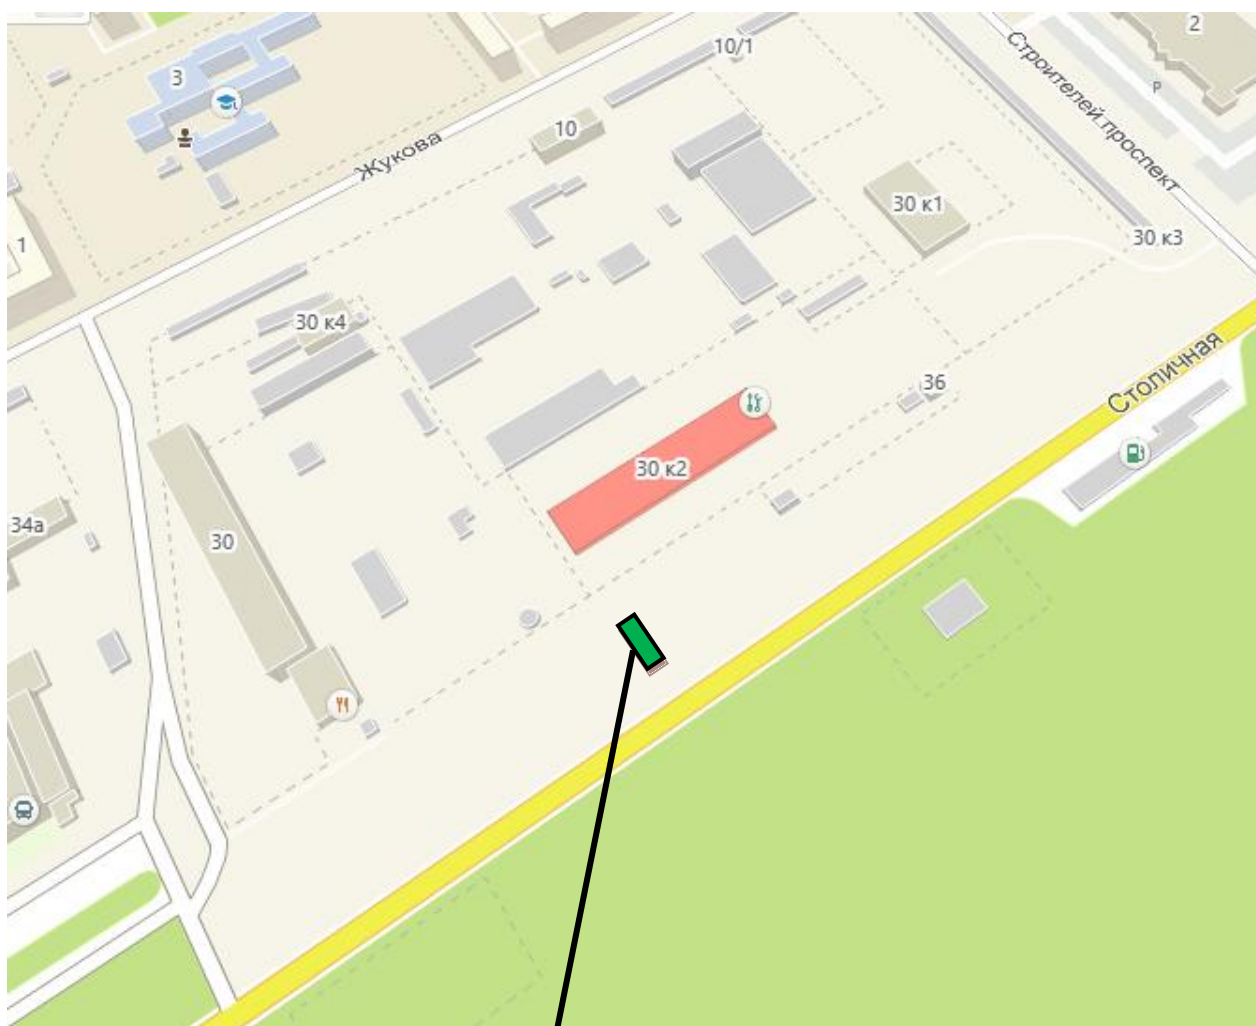 2
10/1
Строителей проспект
Р
3
10
Жукова
30 к1
1
30 к3
30 к4
Столичная
36
30 к2
34а
30